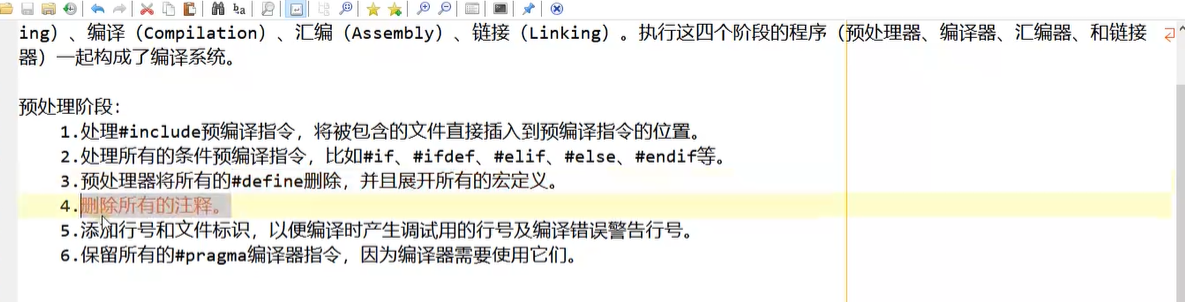 ing）、编译（Compilation）、汇编（Assembly）、链接（Linking）。执行这四个阶段的程序（预处理器、编译器、汇编器、和链接
器）一起构成了编译系统。
预处理阶段：
1.处理#include预编译指令，将被包含的文件直接插入到预编译指令的位置。
2.处理所有的条件预编译指令，比如#if、#ifdef、#elif、#else、#endif等。
3.预处理器将所有的#define删除，并且展开所有的宏定义。
4.删除所有的注释。
5.添加行号和文件标识，以便编译时产生调试用的行号及编译错误警告行号。
6.保留所有的#pragma编译器指令，因为编译器需要使用它们。